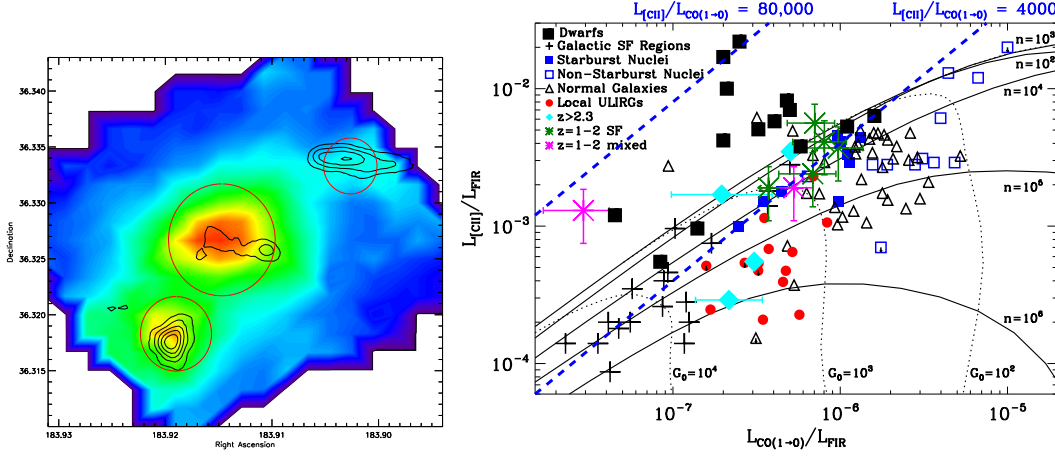 L[CII]/LCO(1→0) = 80,000
L[CII]/LCO(1→0) = 4000
36.340
36.335
36.330
36.325
36.320
36.315
Declination
183.93
183.92
183.91
183.90
Right Ascension
Dwarfs
Galactic SF Regions
Starburst Nuclei
Non-Starburst Nuclei
Normal Galaxies
Local ULIRGs
z>2.3
z=1-2 SF
z=1-2 mixed
n=10³
n=10²
n=10⁴
n=10⁵
n=10⁶
G₀=10⁴
G₀=10³
G₀=10²
10⁻²
10⁻³
10⁻⁴
L[CII]/LFIR
10⁻⁷
10⁻⁶
10⁻⁵
LCO(1→0)/LFIR